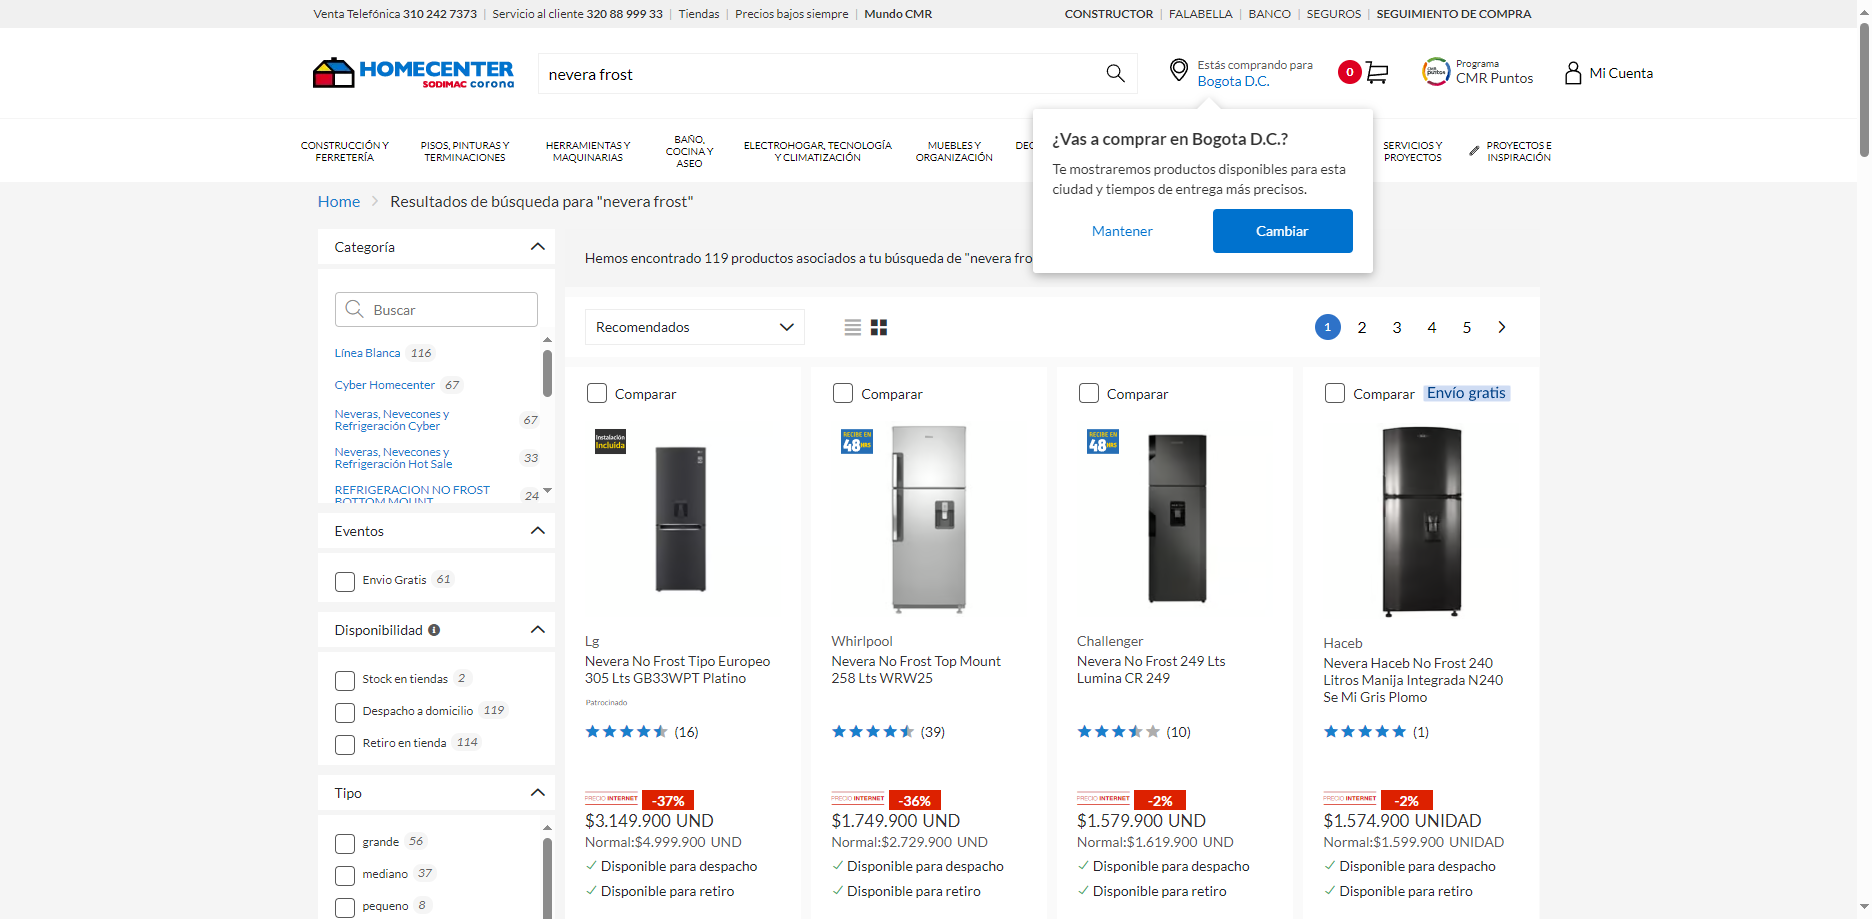 Venta Telefónica 310 242 7373 | Servicio al cliente 320 88 999 33 | Tiendas | Precios bajos siempre | Mundo CMR
CONSTRUCTOR | FALABELLA | BANCO | SEGUROS | SEGUIMIENTO DE COMPRA
HOMECENTER
SODIMAC corona
nevera frost
Estás comprando para
Bogota D.C.
0
Programa
CMR Puntos
Mi Cuenta
CONSTRUCCIÓN Y
FERRETERÍA
PISOS, PINTURAS Y
TERMINACIONES
HERRAMIENTAS Y
MAQUINARIAS
BAÑO,
COCINA Y
ASEO
ELECTROHOGAR, TECNOLOGÍA
Y CLIMATIZACIÓN
MUEBLES Y
ORGANIZACIÓN
DEC
SERVICIOS Y
PROYECTOS
PROYECTOS E
INSPIRACIÓN
¿Vas a comprar en Bogota D.C.?
Te mostraremos productos disponibles para esta
ciudad y tiempos de entrega más precisos.
Mantener
Cambiar
Home
Resultados de búsqueda para "nevera frost"
Categoría
Buscar
Línea Blanca 116
Cyber Homecenter 67
Neveras, Nevecones y
Refrigeración Cyber 67
Neveras, Nevecones y
Refrigeración Hot Sale 33
REFRIGERACION NO FROST
BOTTOM MOUNT 24
Eventos
Envio Gratis 61
Disponibilidad
Stock en tiendas 2
Despacho a domicilio 119
Retiro en tienda 114
Tipo
grande 56
mediano 37
pequeno 8
Hemos encontrado 119 productos asociados a tu búsqueda de "nevera fro
Recomendados
1 2 3 4 5
Comparar
Instalación
Incluida
Lg
Nevera No Frost Tipo Europeo
305 Lts GB33WPT Platino
Patrocinado
(16)
PRECIO INTERNET -37%
$3.149.900 UND
Normal:$4.999.900 UND
Disponible para despacho
Disponible para retiro
Comparar
RECIBE EN
48HRS
Whirlpool
Nevera No Frost Top Mount
258 Lts WRW25
(39)
PRECIO INTERNET -36%
$1.749.900 UND
Normal:$2.729.900 UND
Disponible para despacho
Disponible para retiro
Comparar
RECIBE EN
48HRS
Challenger
Nevera No Frost 249 Lts
Lumina CR 249
(10)
PRECIO INTERNET -2%
$1.579.900 UND
Normal:$1.619.900 UND
Disponible para despacho
Disponible para retiro
Comparar
Envío gratis
Haceb
Nevera Haceb No Frost 240
Litros Manija Integrada N240
Se Mi Gris Plomo
(1)
PRECIO INTERNET -2%
$1.574.900 UNIDAD
Normal:$1.599.900 UNIDAD
Disponible para despacho
Disponible para retiro